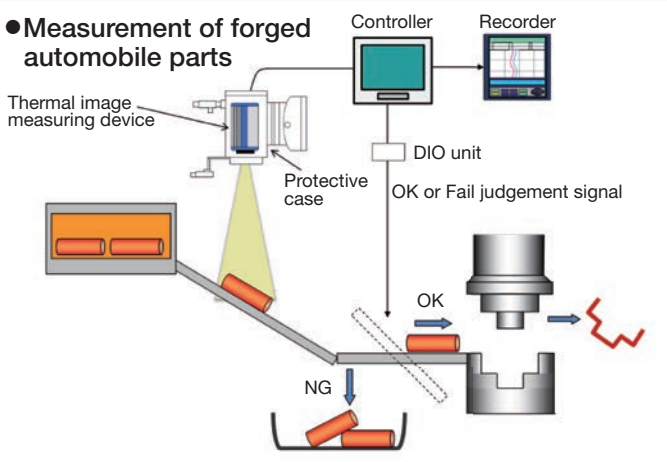 ●Measurement of forged
automobile parts
Controller
Recorder
Thermal image
measuring device
DIO unit
Protective
case
OK or Fail judgement signal
OK
NG